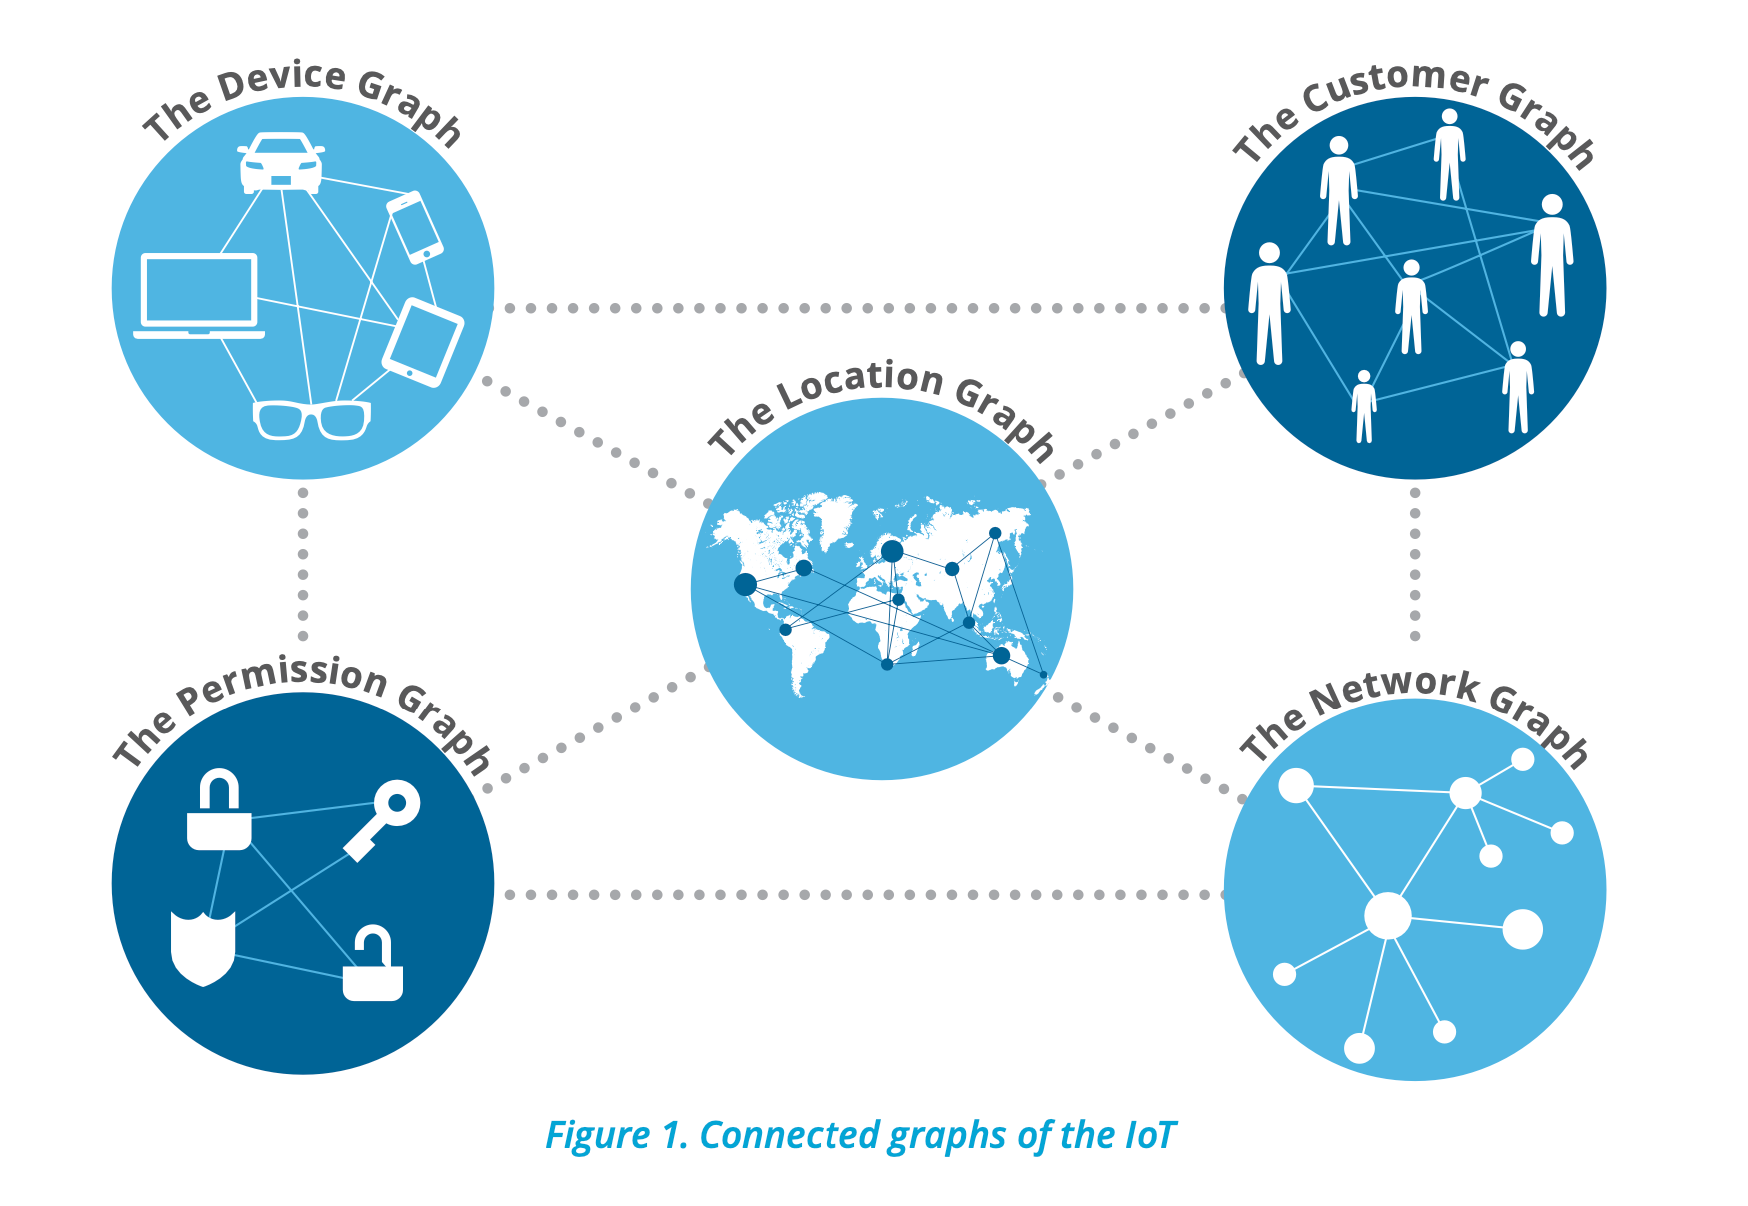 The Device Graph
The Customer Graph
The Location Graph
The Permission Graph
The Network Graph
Figure 1. Connected graphs of the IoT